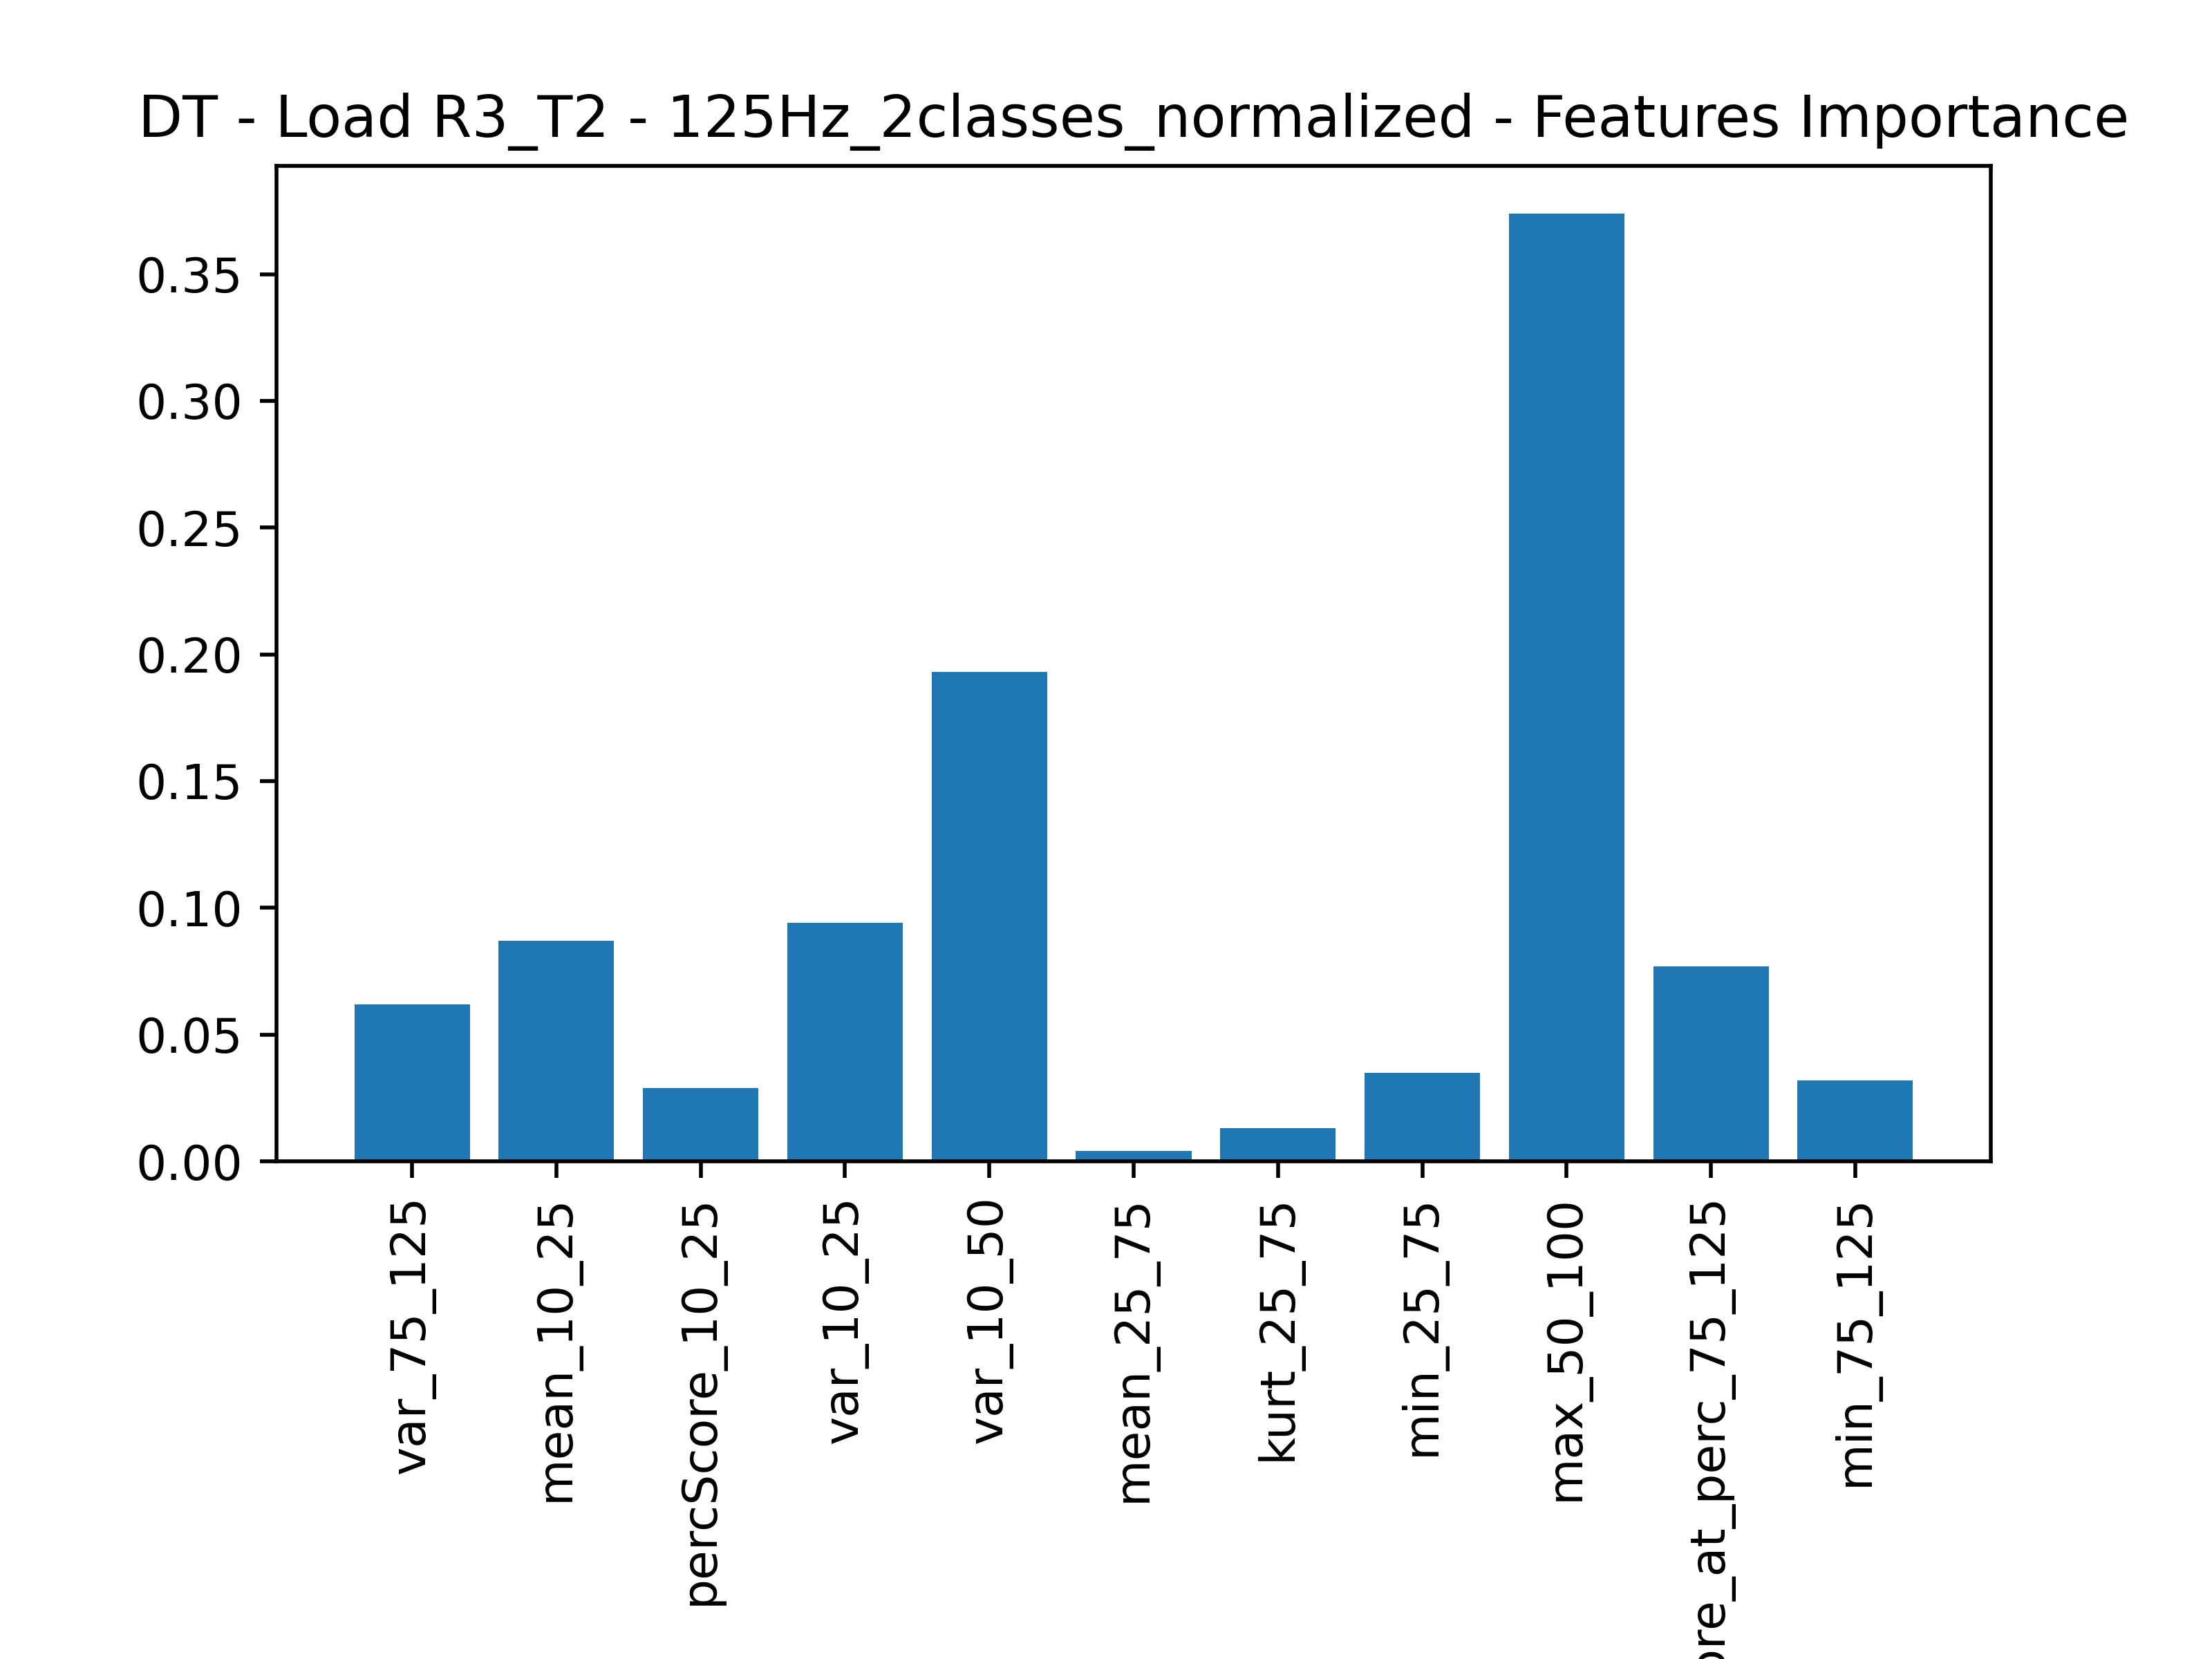 DT - Load R3_T2 - 125Hz_2classes_normalized - Features Importance
0.35
0.30
0.25
0.20
0.15
0.10
0.05
0.00
var_75_125
mean_10_25
percScore_10_25
var_10_25
var_10_50
mean_25_75
kurt_25_75
min_25_75
max_50_100
ore_at_perc_75_125
min_75_125